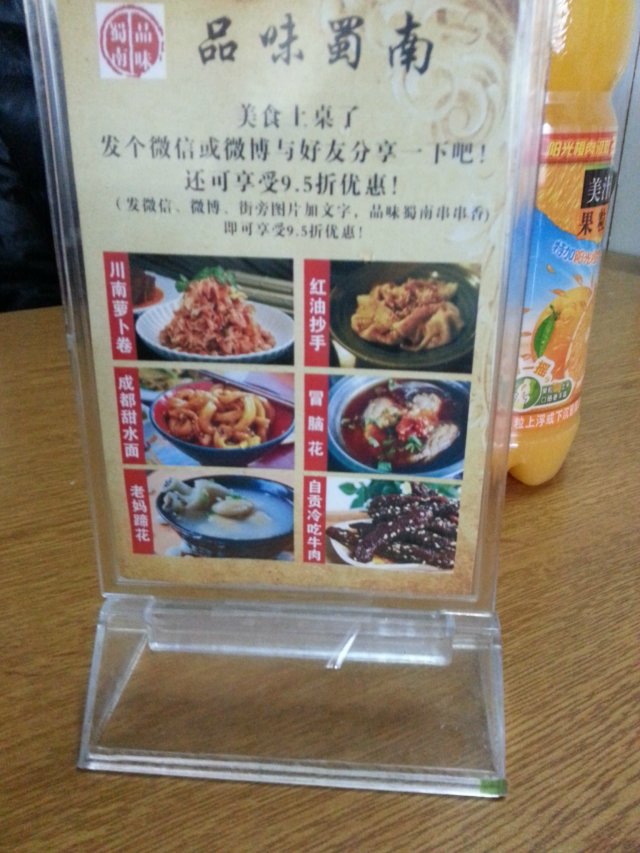 品味
蜀南
品味蜀南
美食上桌了
发个微信或微博与好友分享一下吧！
还可享受9.5折优惠！
（发微信、微博、街旁图片加文字，品味蜀南串串香）
即可享受9.5折优惠！
川南萝卜卷
红油抄手
成都甜水面
冒脑花
老妈蹄花
自贡冷吃牛肉
美汁
果粒